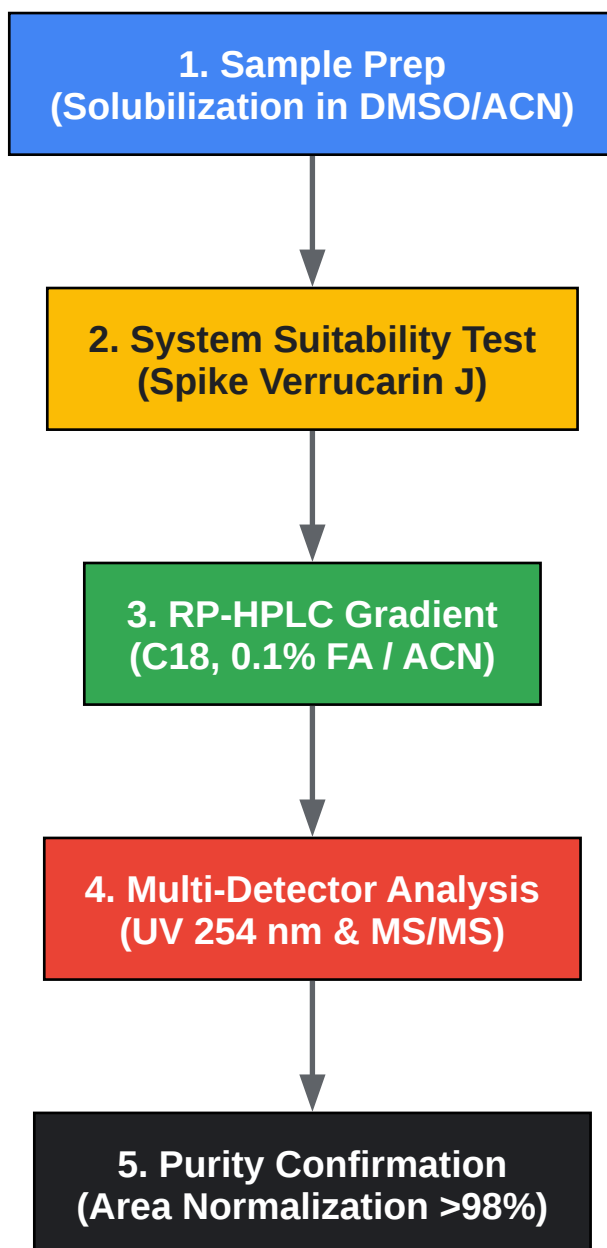 1. Sample Prep
(Solubilization in DMSO/ACN)
2. System Suitability Test
(Spike Verrucarin J)
3. RP-HPLC Gradient
(C18, 0.1% FA / ACN)
4. Multi-Detector Analysis
(UV 254 nm & MS/MS)
5. Purity Confirmation
(Area Normalization >98%)